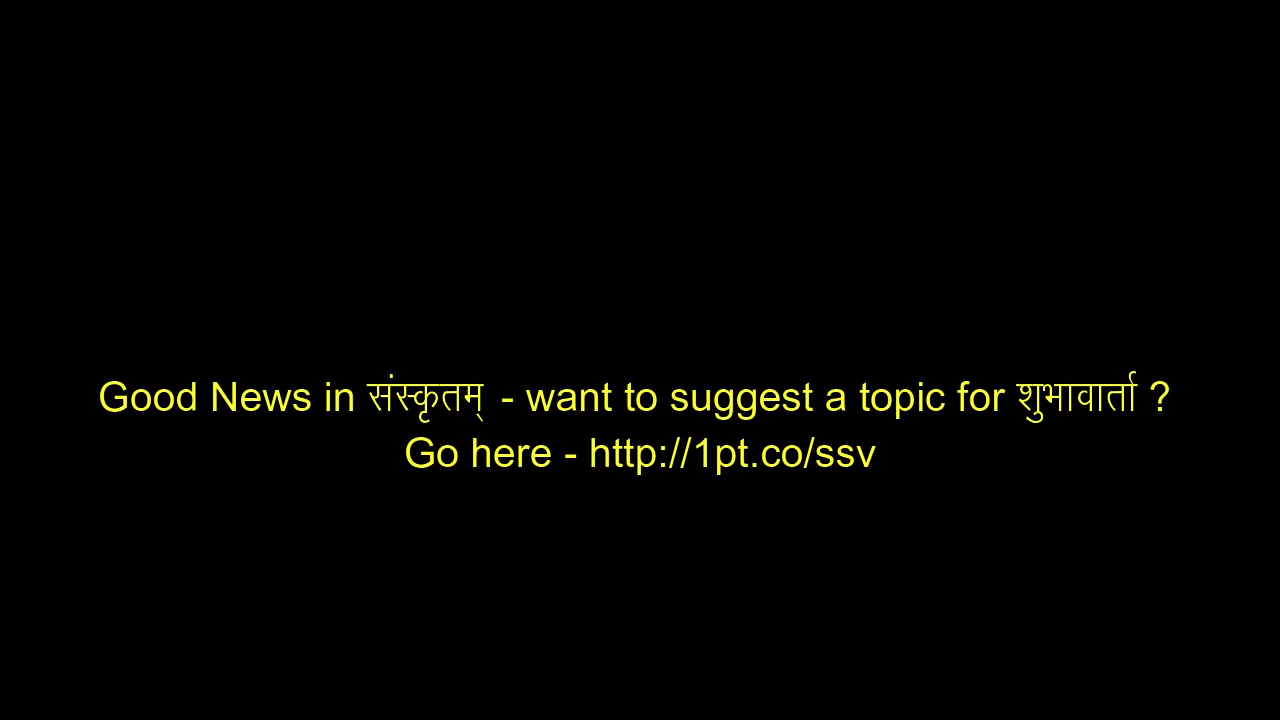 Good News in संस्कृतम् - want to suggest a topic for शुभावार्ता ?
Go here - http://1pt.co/ssv